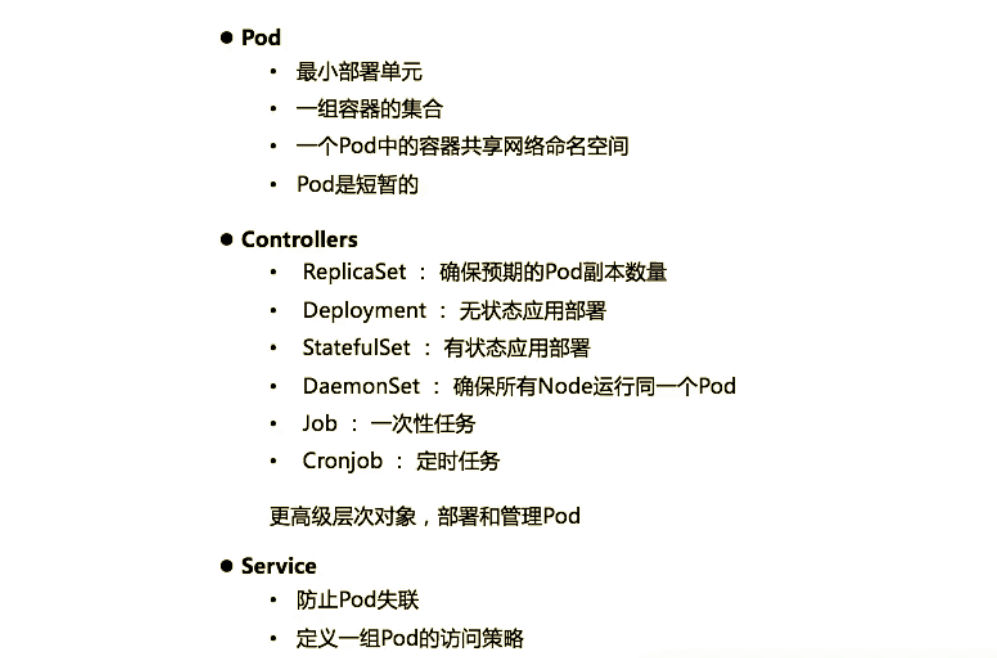 ● Pod
• 最小部署单元
• 一组容器的集合
• 一个Pod中的容器共享网络命名空间
• Pod是短暂的
● Controllers
• ReplicaSet ： 确保预期的Pod副本数量
• Deployment ： 无状态应用部署
• StatefulSet ： 有状态应用部署
• DaemonSet ： 确保所有Node运行同一个Pod
• Job ： 一次性任务
• Cronjob ： 定时任务
更高级层次对象，部署和管理Pod
● Service
• 防止Pod失联
• 定义一组Pod的访问策略